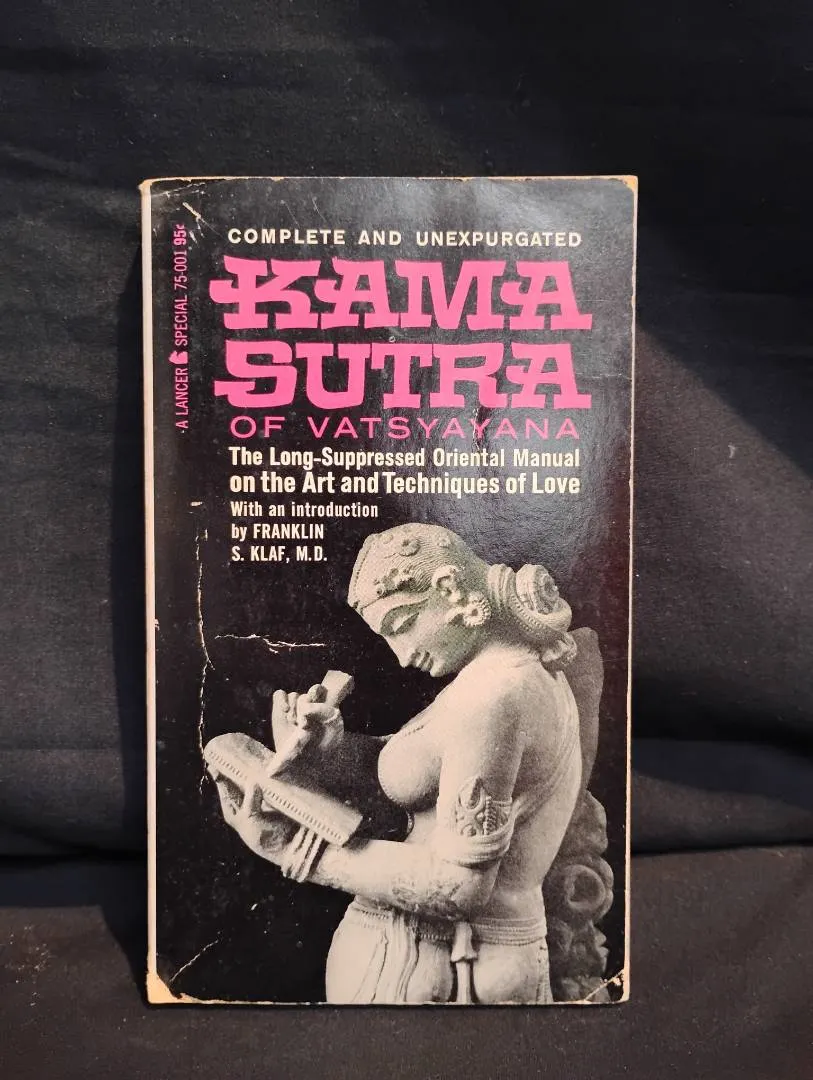 COMPLETE AND UNEXPURGATED
KAMA
SUTRA
OF VATSYAYANA
The Long-Suppressed Oriental Manual
on the Art and Techniques of Love
With an introduction
by FRANKLIN
S. KLAF, M.D.
A LANCER SPECIAL 75-001 95¢